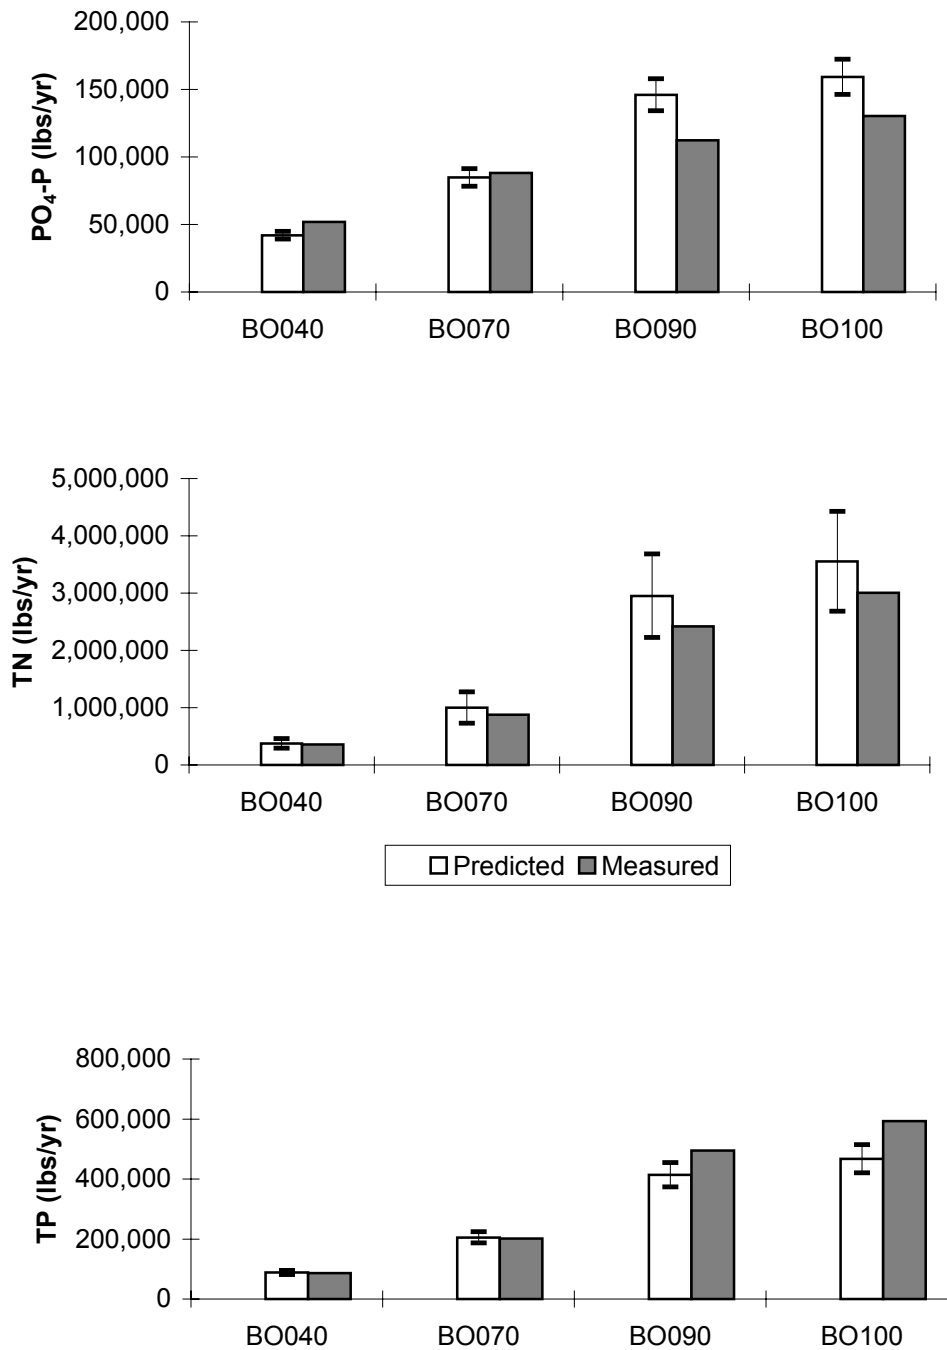 PO₄-P (lbs/yr)
200,000
150,000
100,000
50,000
0
BO040 BO070 BO090 BO100
TN (lbs/yr)
5,000,000
4,000,000
3,000,000
2,000,000
1,000,000
0
BO040 BO070 BO090 BO100
Predicted Measured
TP (lbs/yr)
800,000
600,000
400,000
200,000
0
BO040 BO070 BO090 BO100